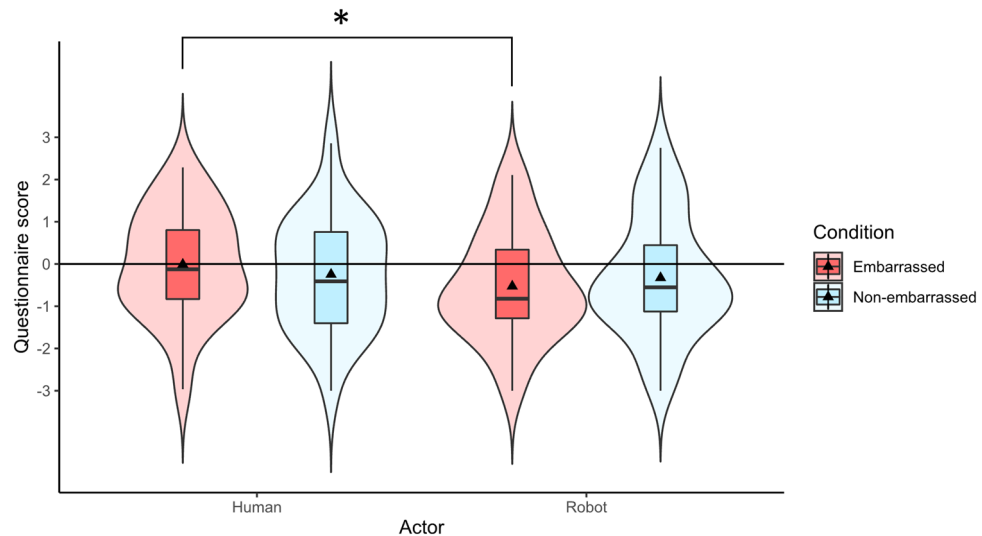 *
3
2
1
0
-1
-2
-3
Questionnaire score
Human
Robot
Actor
Condition
Embarrassed
Non-embarrassed